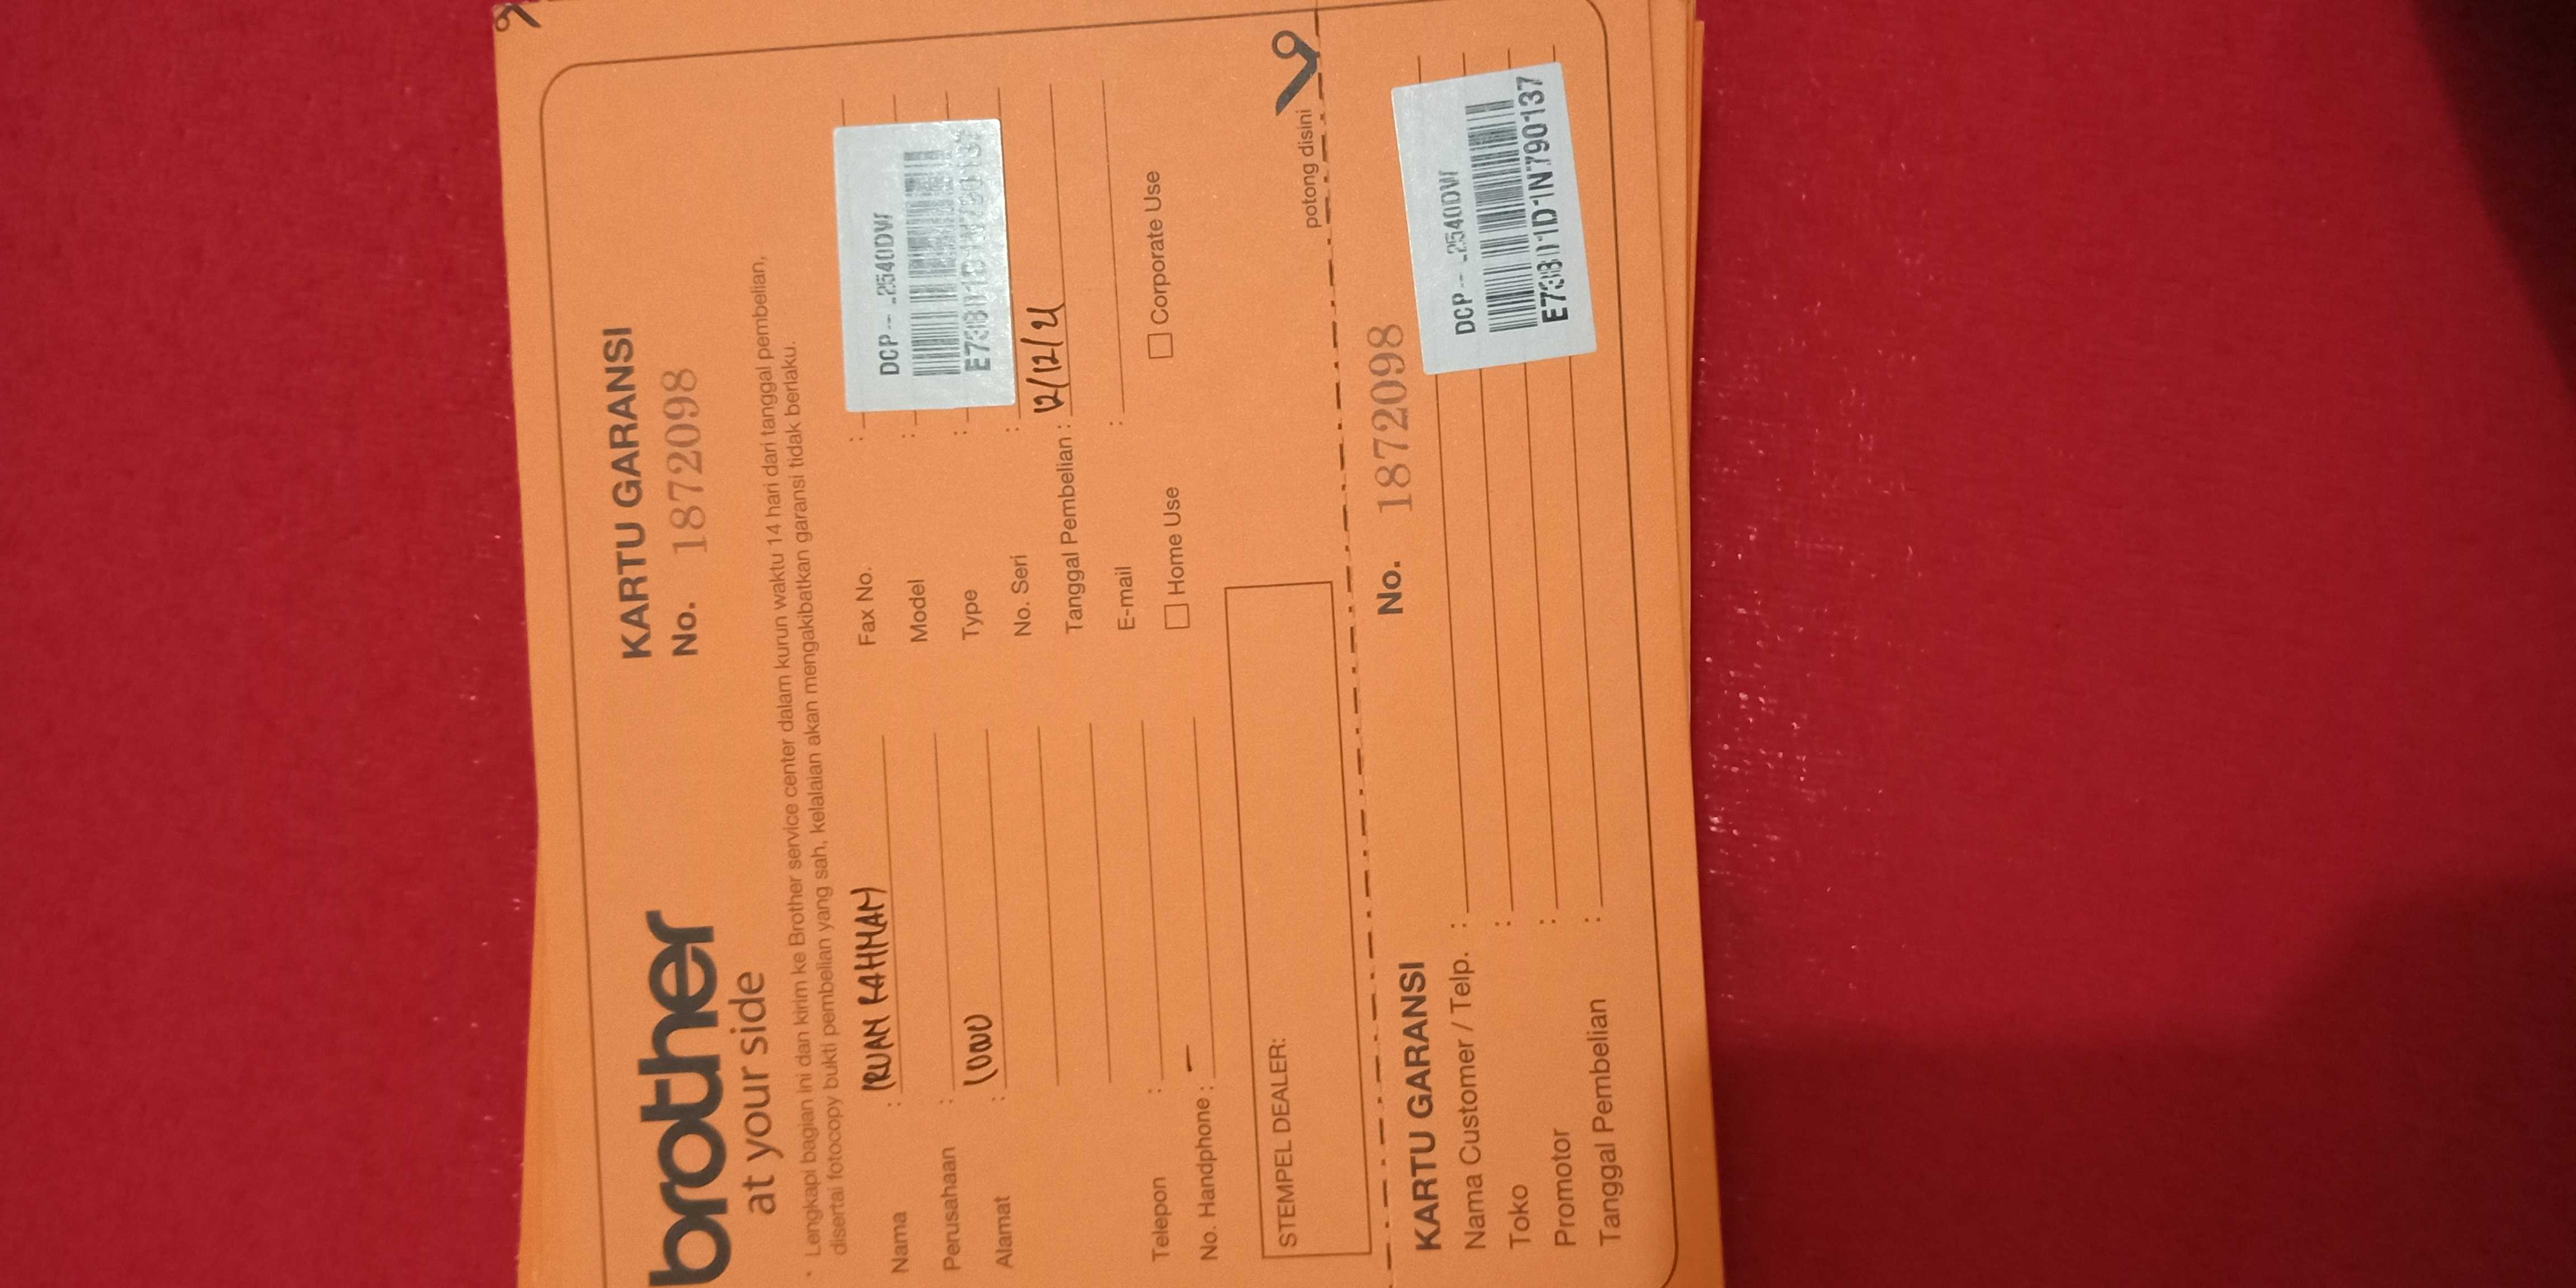 brother
at your side
KARTU GARANSI
No. 1872098
* Lengkapi bagian ini dan kirim ke Brother service center dalam kurun waktu 14 hari dari tanggal pembelian,
disertai fotocopy bukti pembelian yang sah, kelalaian akan mengakibatkan garansi tidak berlaku.
Nama :
Perusahaan :
Alamat :
Telepon :
No. Handphone : –
Fax No. :
Model :
Type :
No. Seri :
DCP-- .2540DW
Tanggal Pembelian : 12/12/
E-mail :
Home Use
Corporate Use
STEMPEL DEALER:
potong disini
KARTU GARANSI
No. 1872098
Nama Customer / Telp. :
Toko :
Promotor :
Tanggal Pembelian :
DCP-- .2540DW